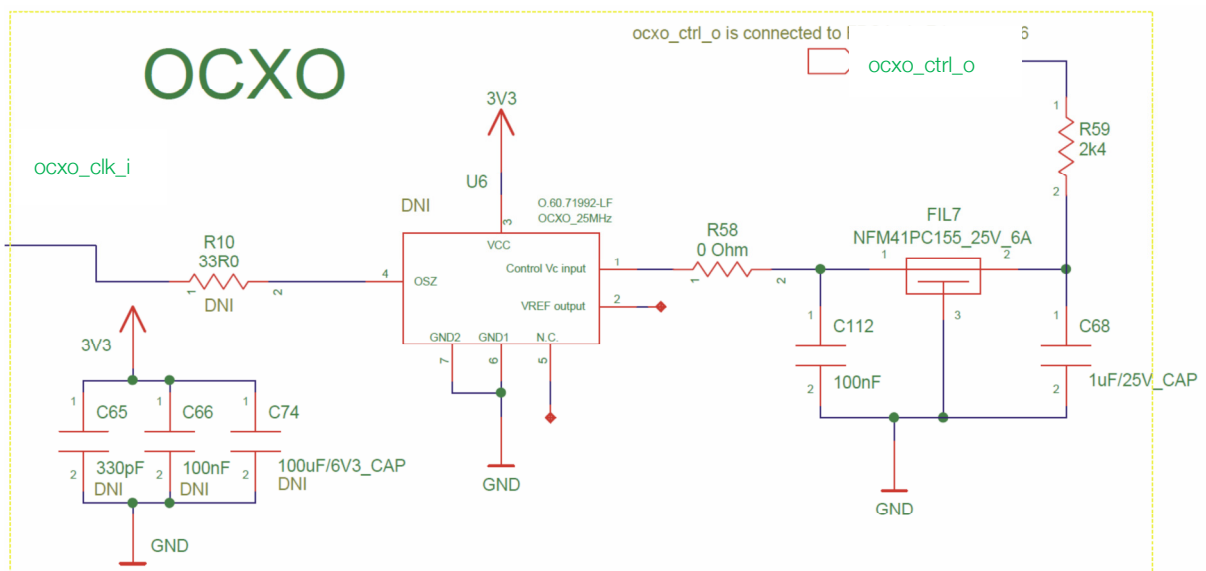 ocxo_ctrl_o is connected to
6
OCXO
ocxo_ctrl_o
3V3
1
R59
2k4
2
ocxo_clk_i
U6
DNI
O.60.71992-LF
OCXO_25MHz
3
VCC
R58
0 Ohm
FIL7
NFM41PC155_25V_6A
R10
33R0
1
2
DNI
4
OSZ
Control Vc input
1
1
2
1
2
VREF output
2
3
GND2
GND1
N.C.
7
6
5
1
C112
100nF
2
1
C68
1uF/25V_CAP
2
3V3
1
C65
330pF
2
DNI
1
C66
100nF
2
DNI
1
C74
100uF/6V3_CAP
2
DNI
GND
GND
GND